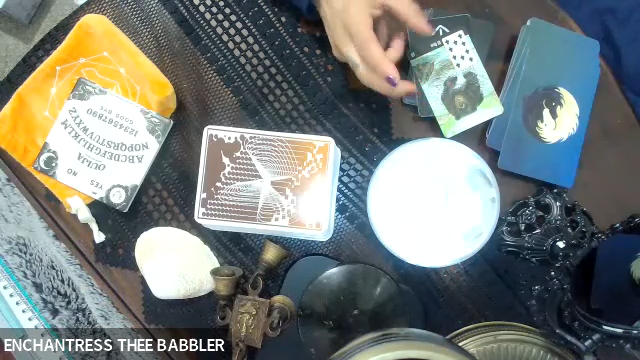 1234567890
GOOD BYE
NOPQRSTUVWXYZ
ABCDEFGHIJKLM
OUIJA
YES NO
ENCHANTRESS THEE BABBLER